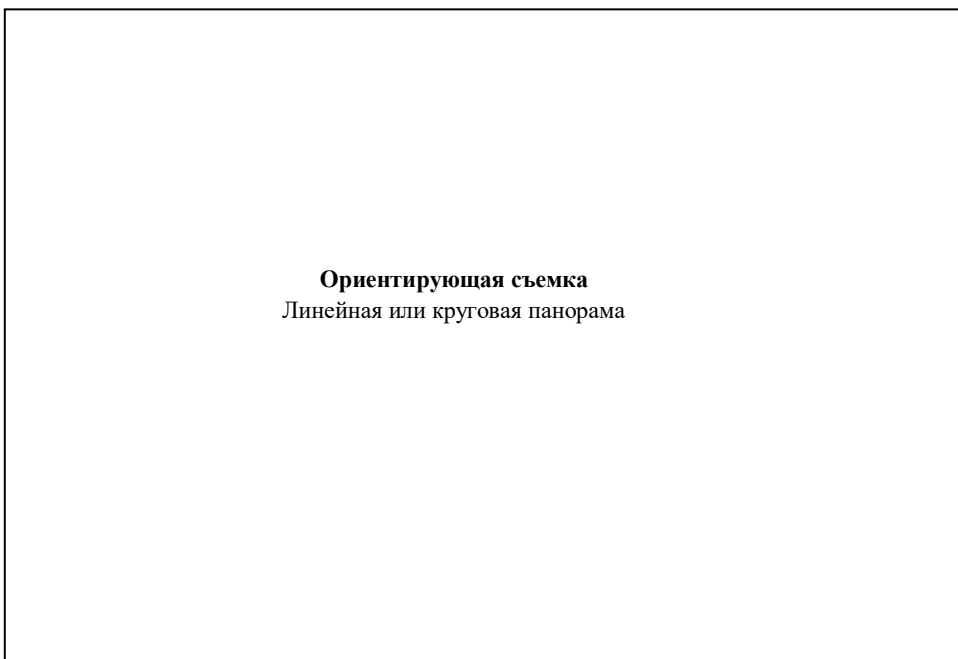 Ориентирующая съемка
Линейная или круговая панорама